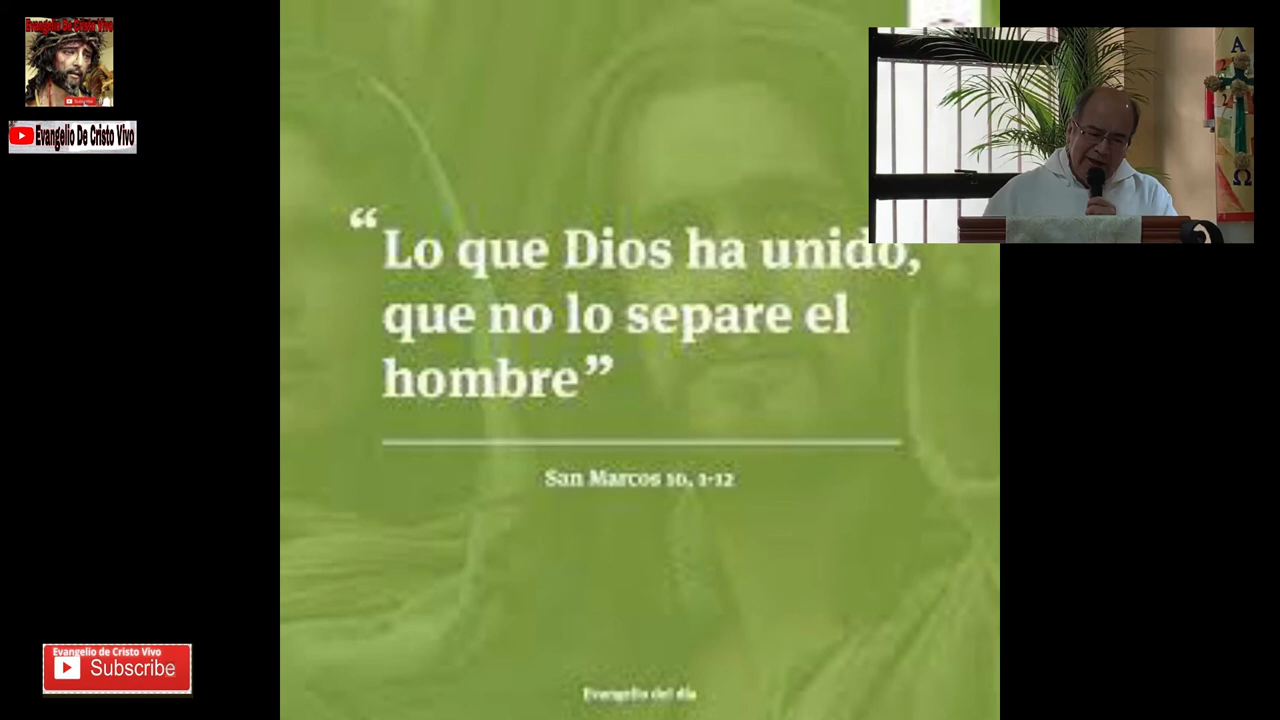 Evangelio De Cristo Vivo
Subscribe
Evangelio De Cristo Vivo
“Lo que Dios ha unido,
que no lo separe el
hombre”
San Marcos 10, 1-12
Evangelio del día
A
Ω
Evangelio de Cristo Vivo
Subscribe